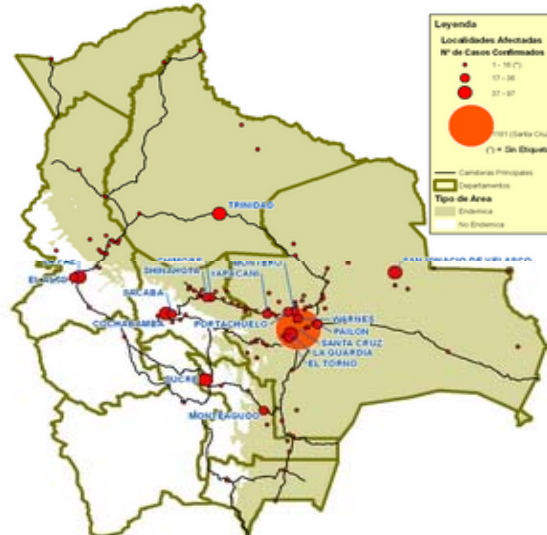 Leyenda
Localidades Afectadas
Nº de Casos Confirmados
1 - 16 (*)
17 - 36
37 - 97
(Santa Cruz
(*) = Sin Etiqueta
Carreteras Principales
Departamentos
Tipo de Area
Endemica
No Endemica
TRINIDAD
SAN IGNACIO DE VELASCO
SHINAHOTA
YAPACANI
SACABA
COCHABAMBA
PORTACHUELO
WARNES
PAILON
SANTA CRUZ
LA GUARDIA
EL TORNO
SUCRE
MONTEAGUDO